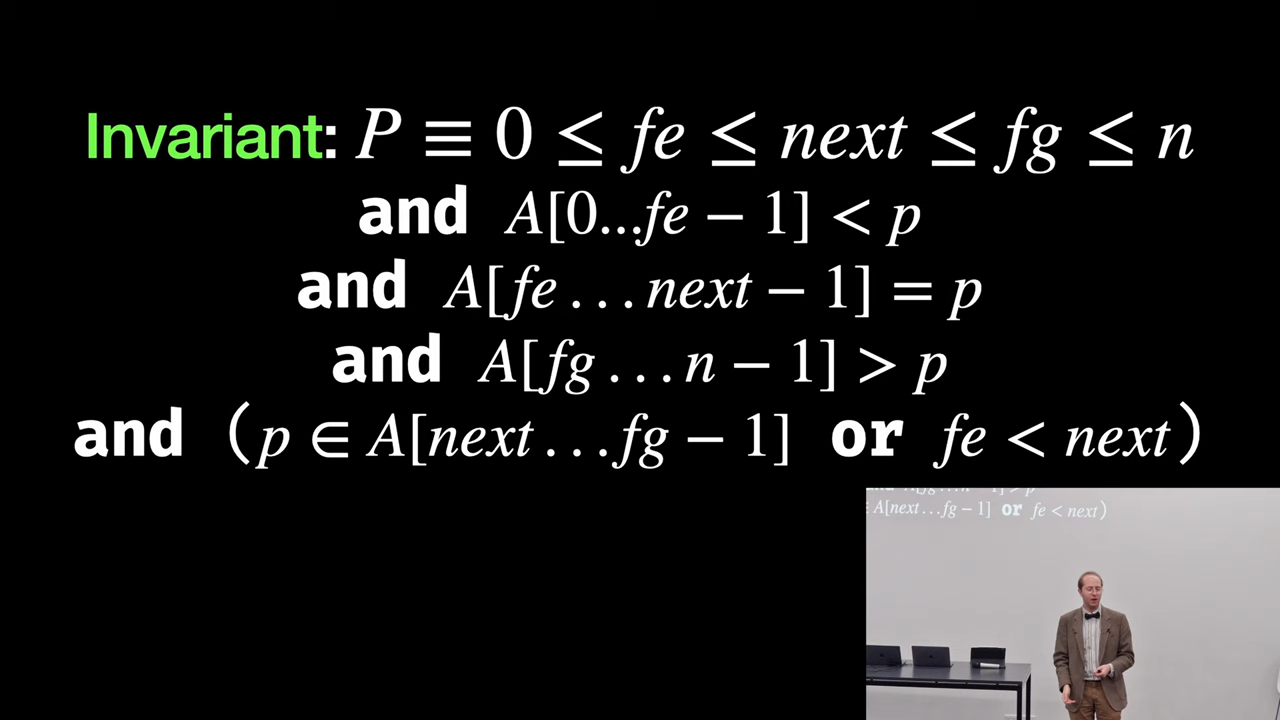 Invariant: P ≡ 0 ≤ fe ≤ next ≤ fg ≤ n
and A[0...fe − 1] < p
and A[fe...next − 1] = p
and A[fg...n − 1] > p
and (p ∈ A[next...fg − 1] or fe < next)
A[next...fg − 1] or fe < next)